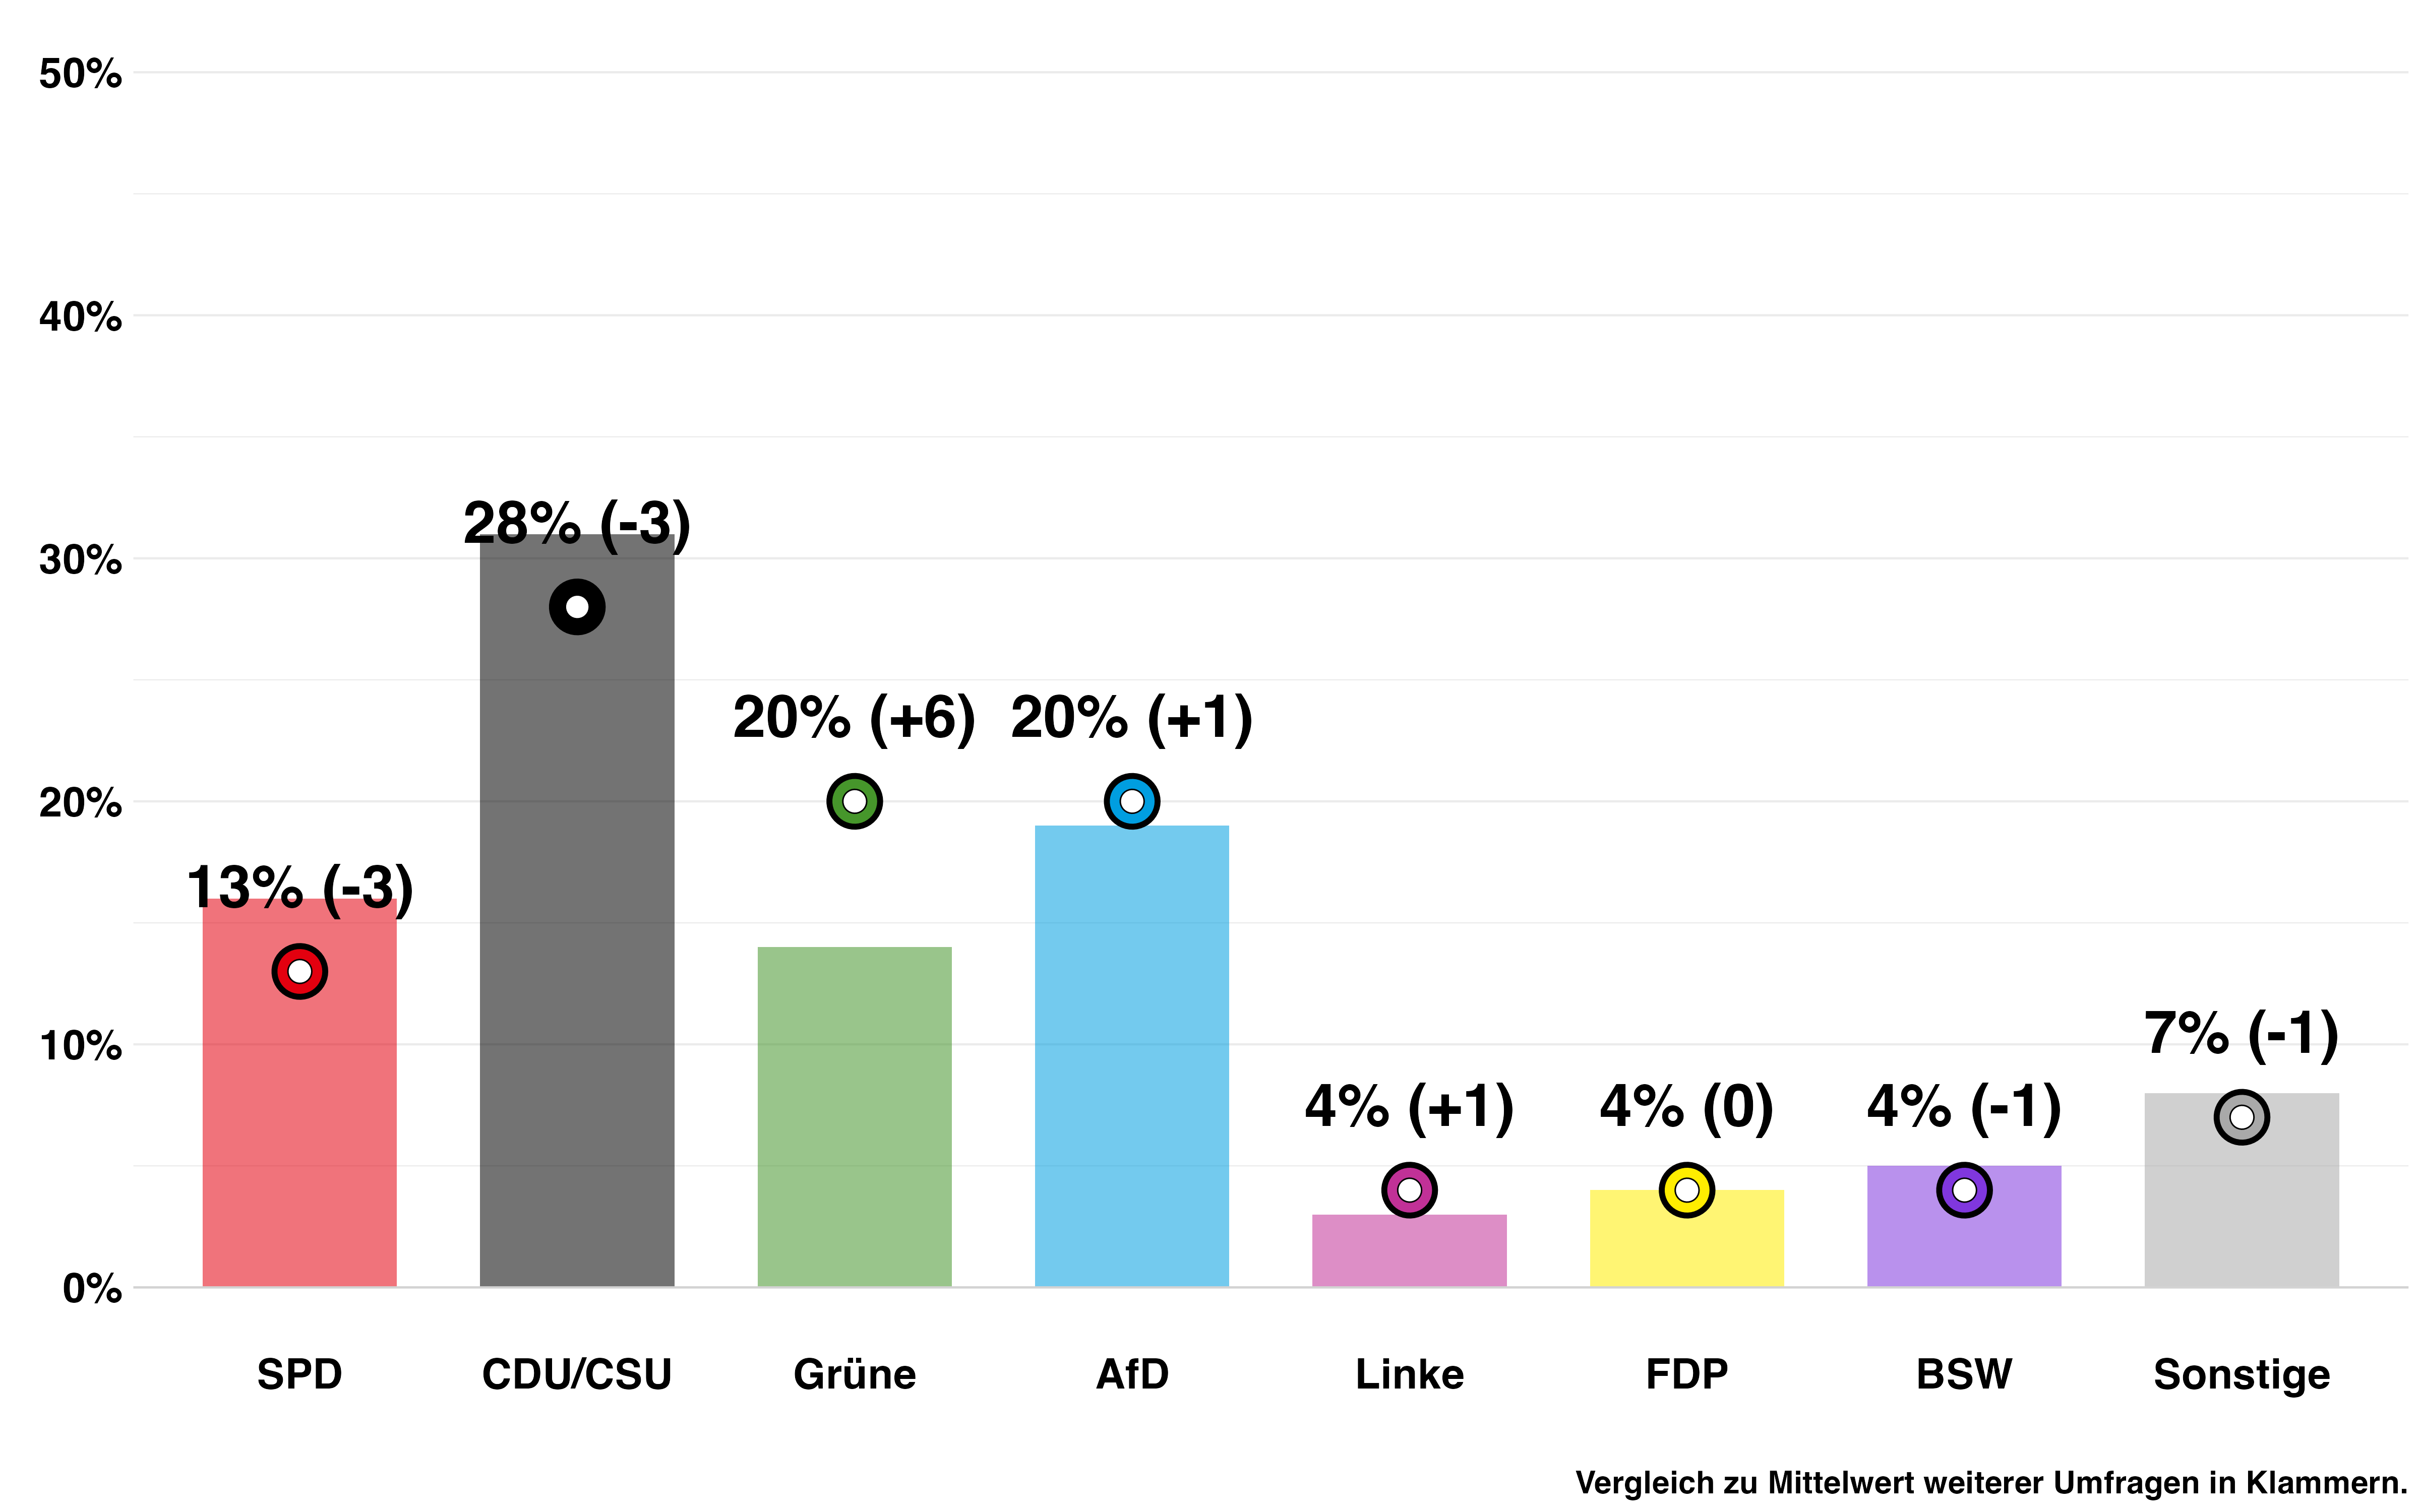 50%
40%
30%
20%
10%
0%
13% (-3)
28% (-3)
20% (+6)
20% (+1)
4% (+1)
4% (0)
4% (-1)
7% (-1)
SPD
CDU/CSU
Grüne
AfD
Linke
FDP
BSW
Sonstige
Vergleich zu Mittelwert weiterer Umfragen in Klammern.